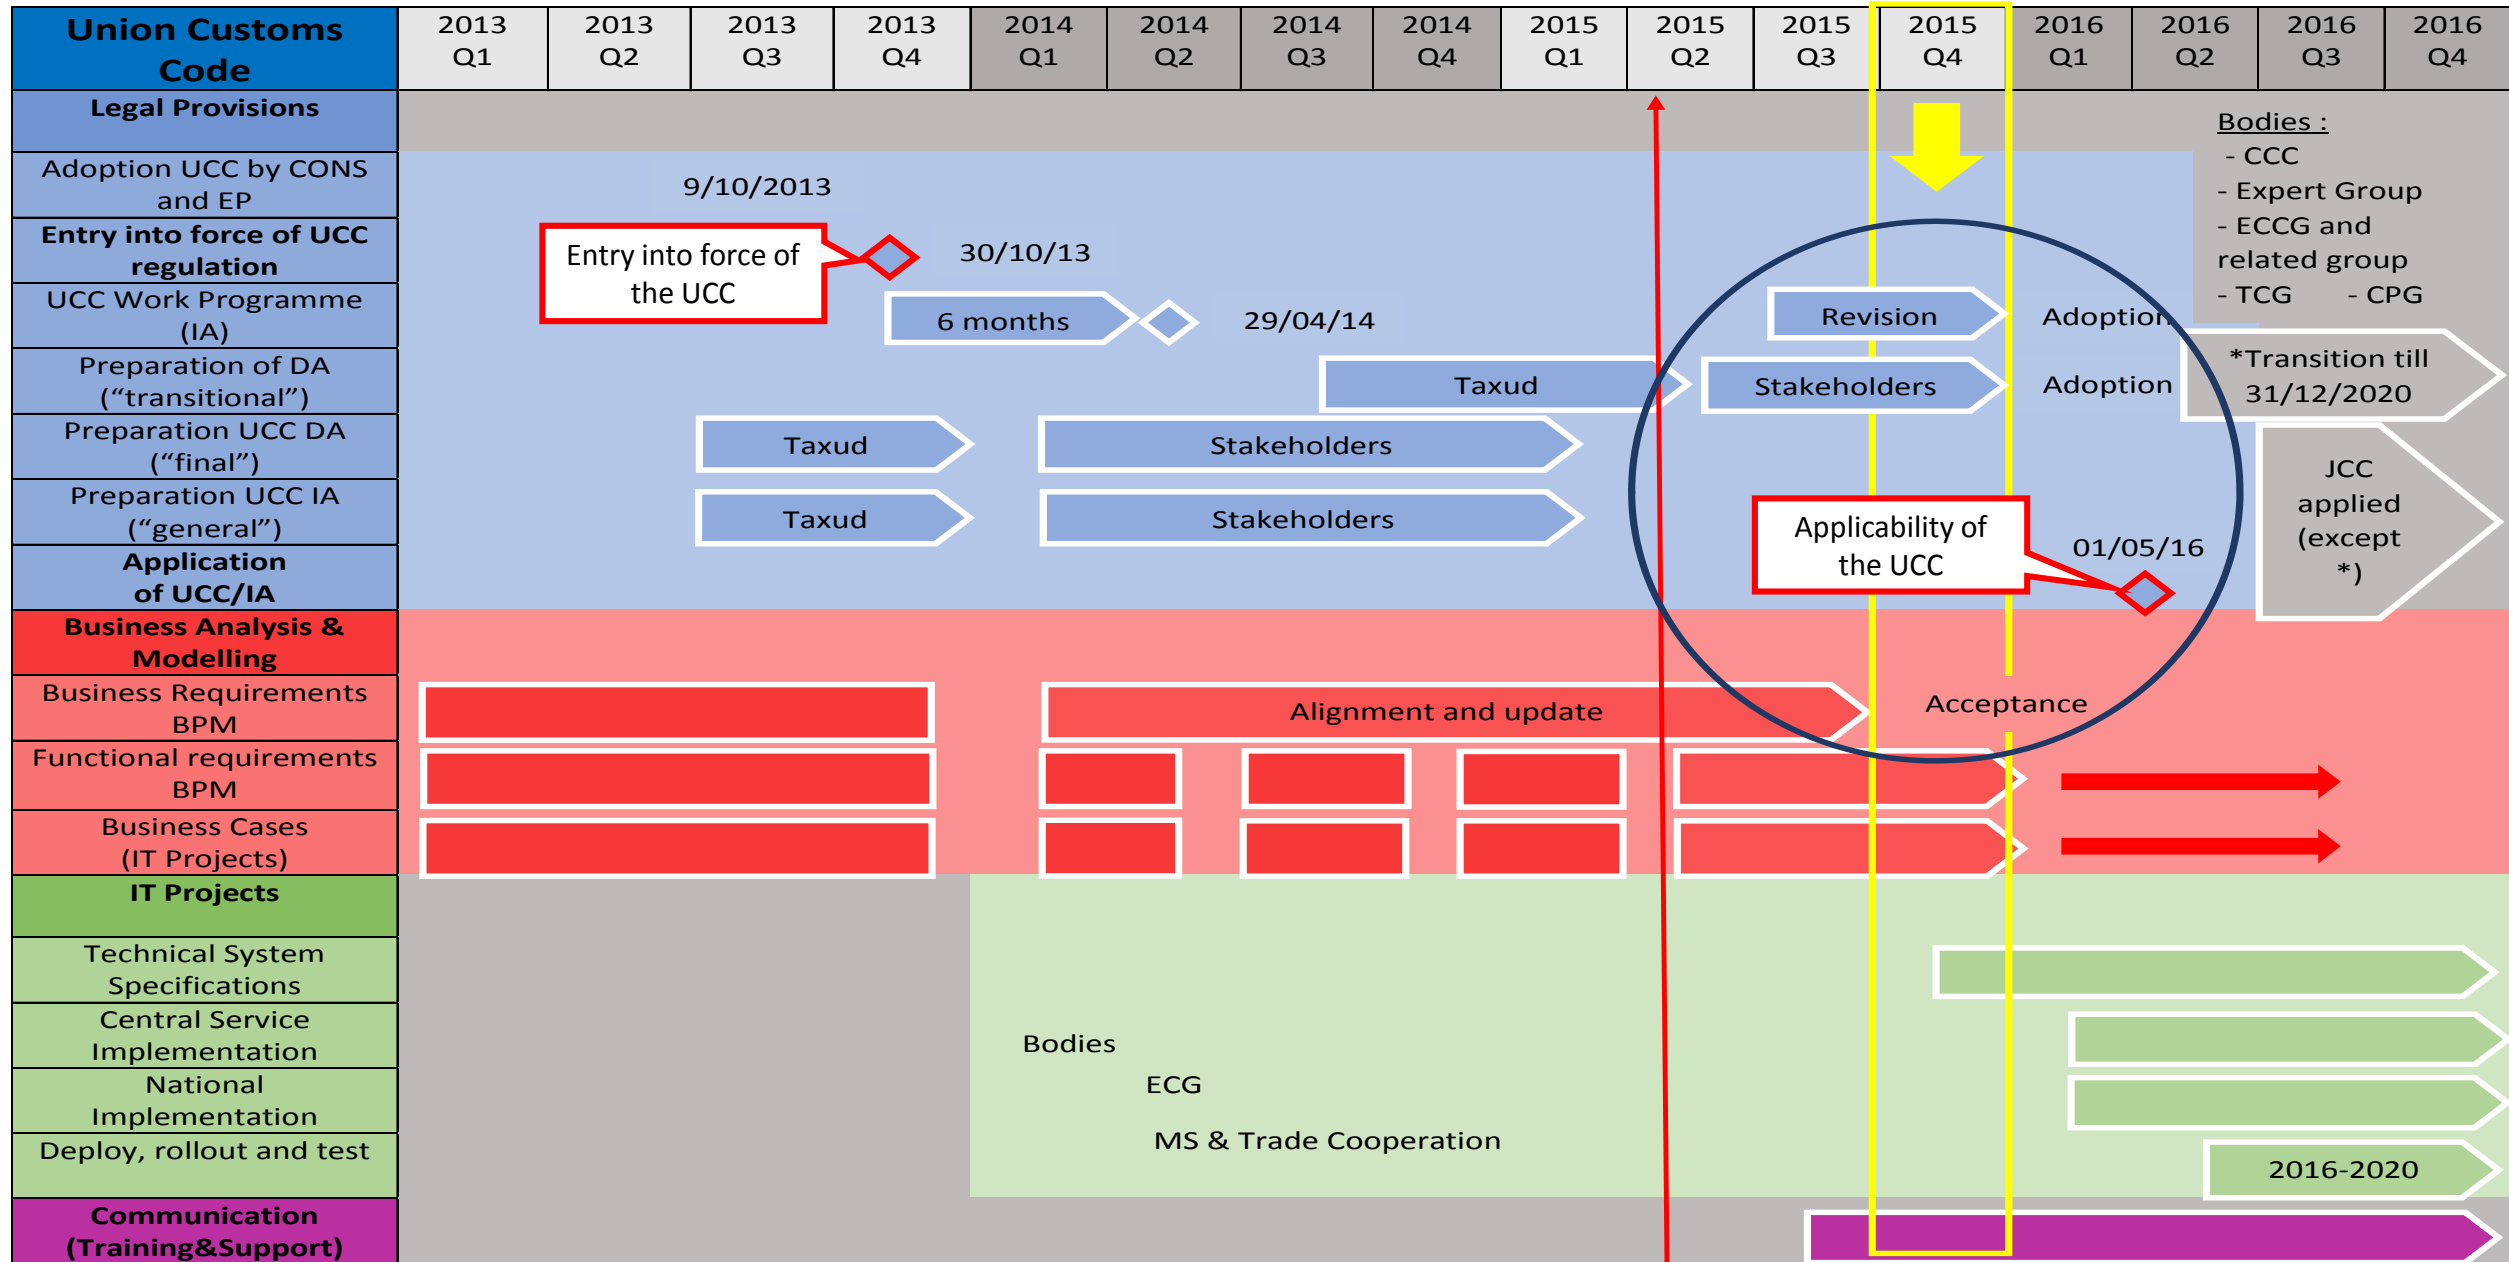 Union Customs
Code
2013
Q1
2013
Q2
2013
Q3
2013
Q4
2014
Q1
2014
Q2
2014
Q3
2014
Q4
2015
Q1
2015
Q2
2015
Q3
2015
Q4
2016
Q1
2016
Q2
2016
Q3
2016
Q4
Legal Provisions
Bodies :
- CCC
- Expert Group
- ECCG and
related group
- TCG - CPG
Adoption UCC by CONS
and EP
9/10/2013
Entry into force of UCC
regulation
Entry into force of
the UCC
30/10/13
UCC Work Programme
(IA)
6 months
29/04/14
Revision
Adoption
Preparation of DA
(“transitional”)
Taxud
Stakeholders
Adoption
*Transition till
31/12/2020
Preparation UCC DA
(“final”)
Taxud
Stakeholders
JCC
applied
(except
*)
Preparation UCC IA
(“general”)
Taxud
Stakeholders
Applicability of
the UCC
01/05/16
Application
of UCC/IA
Business Analysis &
Modelling
Business Requirements
BPM
Alignment and update
Acceptance
Functional requirements
BPM
Business Cases
(IT Projects)
IT Projects
Technical System
Specifications
Central Service
Implementation
Bodies
National
Implementation
ECG
Deploy, rollout and test
MS & Trade Cooperation
2016-2020
Communication
(Training&Support)